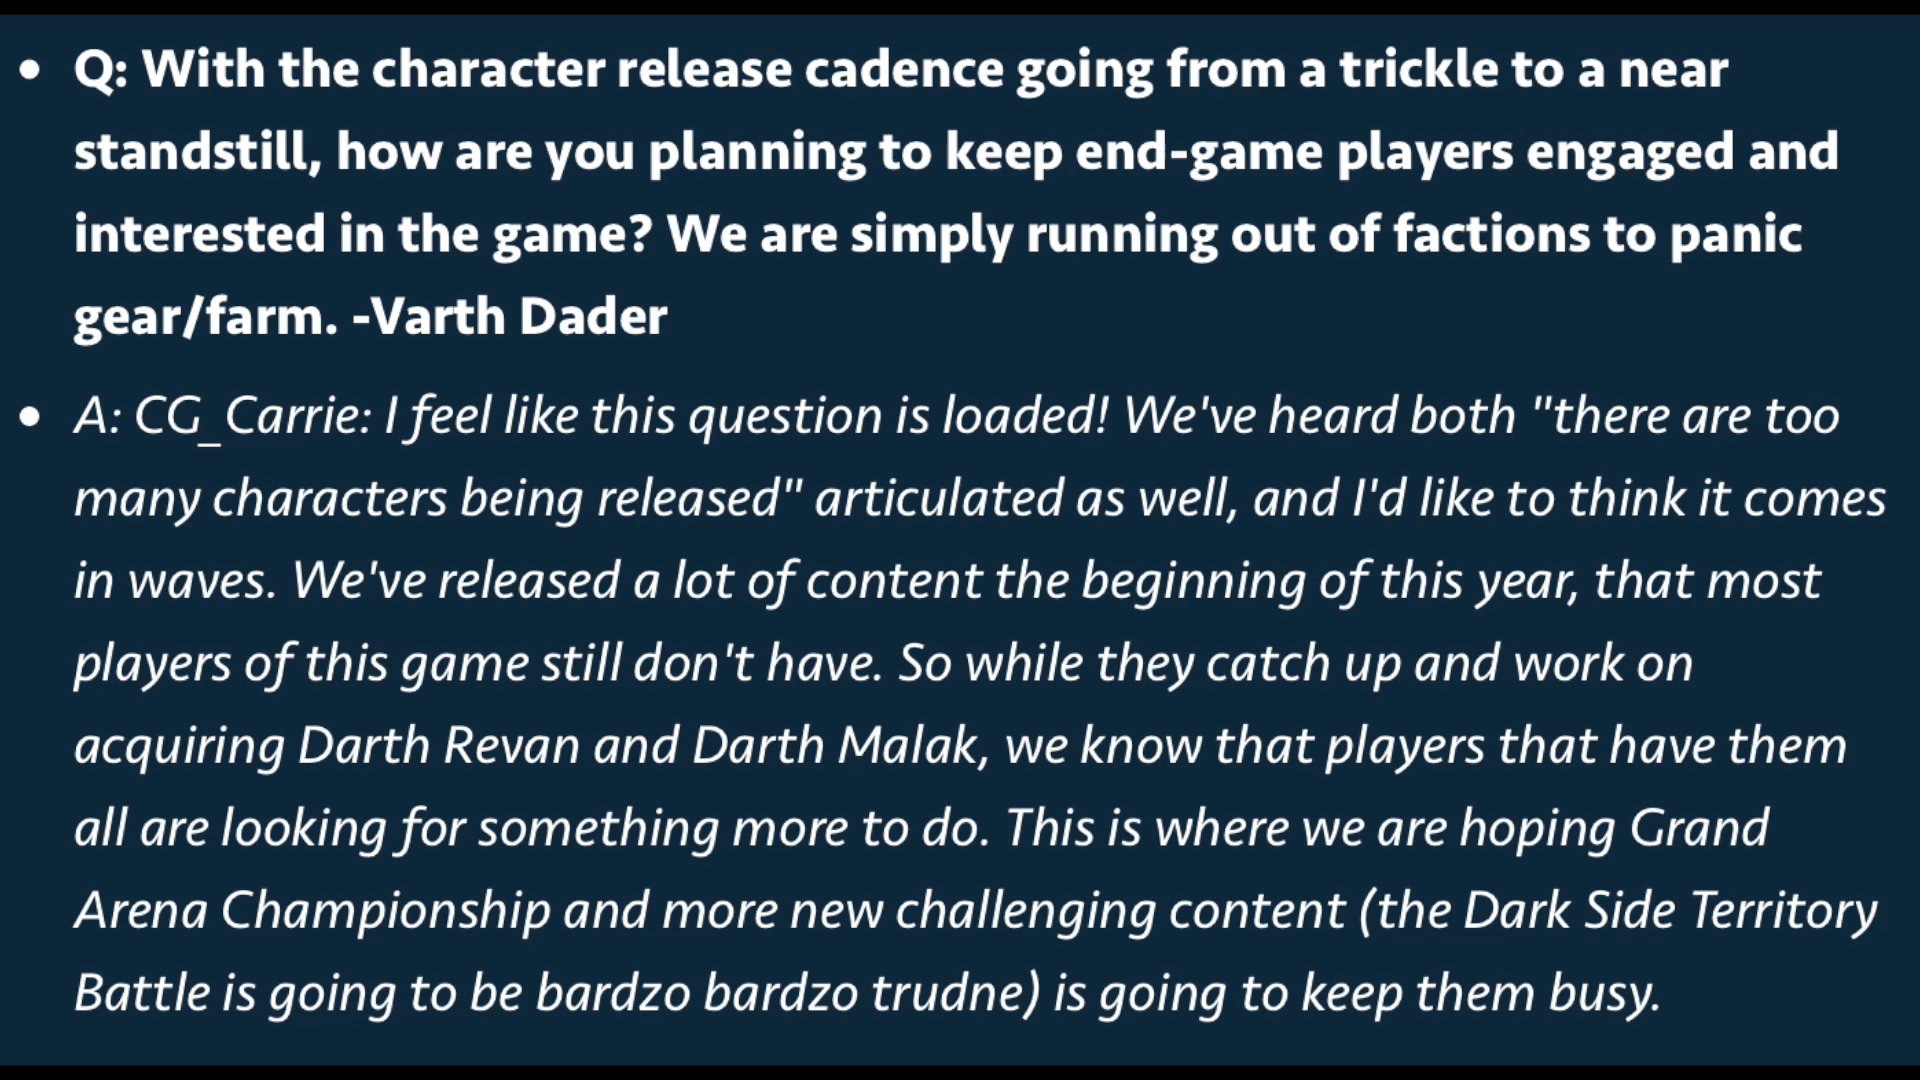 • Q: With the character release cadence going from a trickle to a near
standstill, how are you planning to keep end-game players engaged and
interested in the game? We are simply running out of factions to panic
gear/farm. -Varth Dader
• A: CG_Carrie: I feel like this question is loaded! We've heard both "there are too
many characters being released" articulated as well, and I'd like to think it comes
in waves. We've released a lot of content the beginning of this year, that most
players of this game still don't have. So while they catch up and work on
acquiring Darth Revan and Darth Malak, we know that players that have them
all are looking for something more to do. This is where we are hoping Grand
Arena Championship and more new challenging content (the Dark Side Territory
Battle is going to be bardzo bardzo trudne) is going to keep them busy.